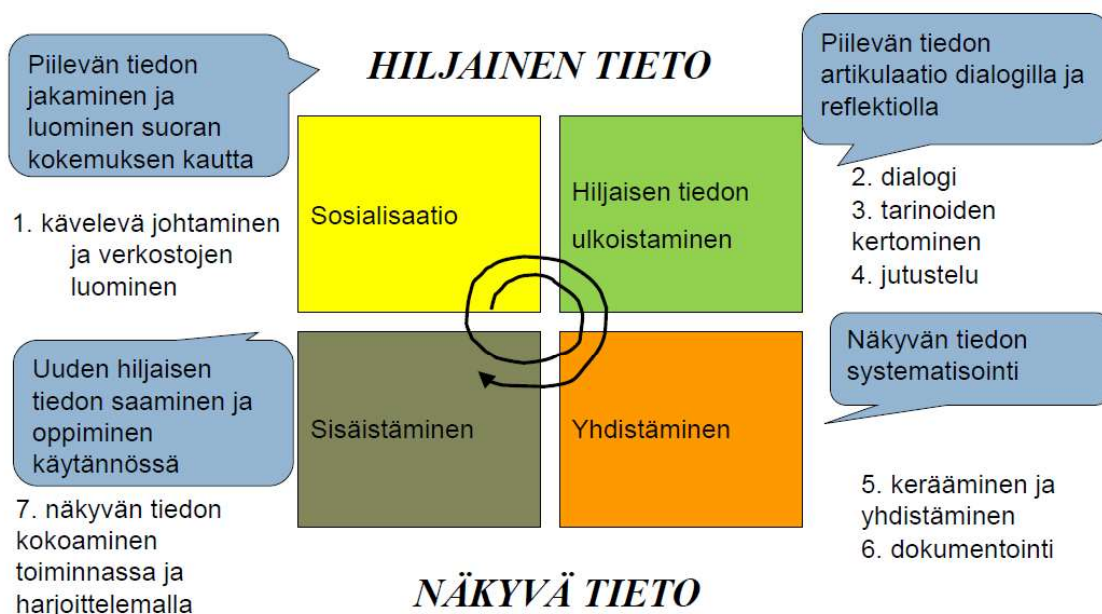 HILJAINEN TIETO
Piilevän tiedon
jakaminen ja
luominen suoran
kokemuksen kautta
1. kävelevä johtaminen
ja verkostojen
luominen
Sosialisaatio
Hiljaisen tiedon
ulkoistaminen
Piilevän tiedon
artikulaatio dialogilla ja
reflektiolla
2. dialogi
3. tarinoiden
kertominen
4. jutustelu
Uuden hiljaisen
tiedon saaminen ja
oppiminen
käytännössä
7. näkyvän tiedon
kokoaminen
toiminnassa ja
harjoittelemalla
Sisäistäminen
Yhdistäminen
Näkyvän tiedon
systematisointi
5. kerääminen ja
yhdistäminen
6. dokumentointi
NÄKYVÄ TIETO